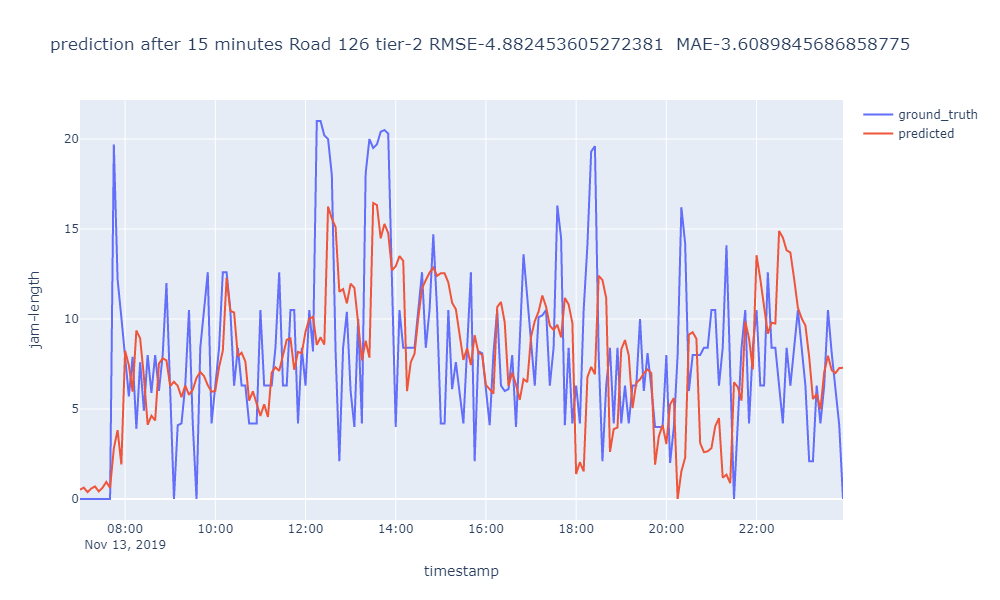 prediction after 15 minutes Road 126 tier-2 RMSE-4.882453605272381  MAE-3.6089845686858775
ground_truth
predicted
20
15
10
5
0
jam-length
08:00 10:00 12:00 14:00 16:00 18:00 20:00 22:00
Nov 13, 2019
timestamp